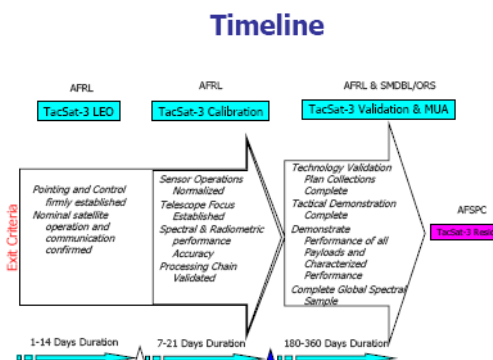 Timeline
AFRL
AFRL
AFRL & SMDBL/ORS
TacSat-3 LEO
TacSat-3 Calibration
TacSat-3 Validation & MUA
Exit Criteria
Pointing and Control
firmly established
Nominal satellite
operation and
communication
confirmed
Sensor Operations
Normalized
Telescope Focus
Established
Spectral & Radiometric
performance
Accuracy
Processing Chain
Validated
Technology Validation
Plan Collections
Complete
Tactical Demonstration
Complete
Demonstrate
Performance of all
Payloads and
Characterized
Performance
Complete Global Spectral
Sample
AFSPC
TacSat-3
1-14 Days Duration
7-21 Days Duration
180-360 Days Duration